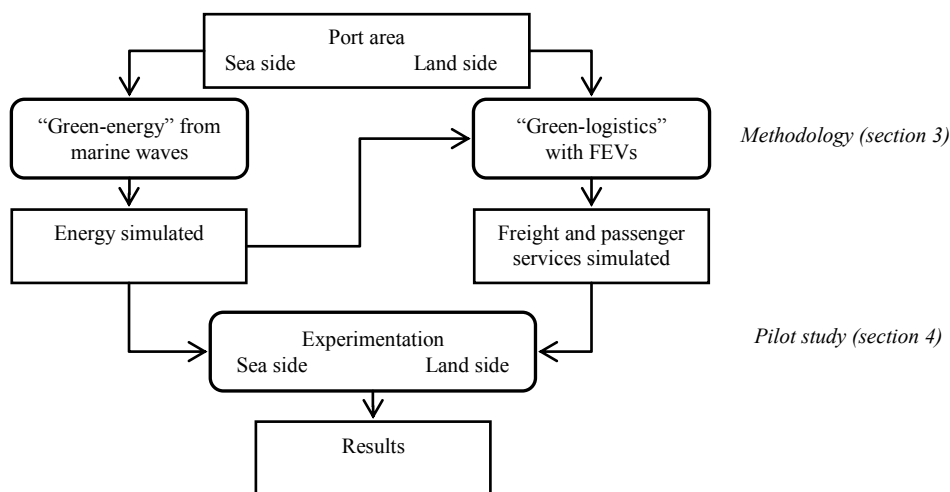 Port area
Sea side Land side
“Green-energy” from
marine waves
“Green-logistics”
with FEVs
Methodology (section 3)
Energy simulated
Freight and passenger
services simulated
Experimentation
Sea side Land side
Pilot study (section 4)
Results